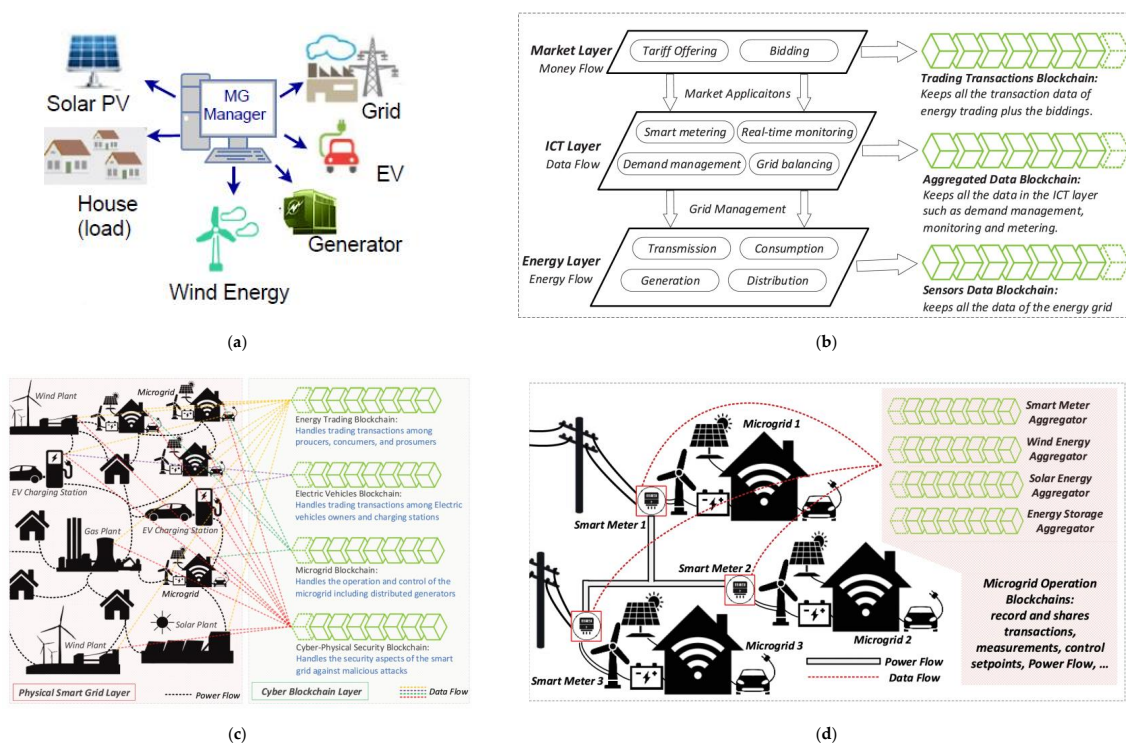 Solar PV
MG
Manager
Grid
EV
House
(load)
Generator
Wind Energy
(a)
Market Layer
Money Flow
Tariff Offering
Bidding
Market Applicaitons
Trading Transactions Blockchain:
Keeps all the transaction data of
energy trading plus the biddings.
ICT Layer
Data Flow
Smart metering
Real-time monitoring
Demand management
Grid balancing
Grid Management
Aggregated Data Blockchain:
Keeps all the data in the ICT layer
such as demand management,
monitoring and metering.
Energy Layer
Energy Flow
Transmission
Consumption
Generation
Distribution
Sensors Data Blockchain:
keeps all the data of the energy grid
(b)
Wind Plant
Microgrid
EV Charging Station
EV Charging Station
Gas Plant
Microgrid
Solar Plant
Wind Plant
Physical Smart Grid Layer
Power Flow
Energy Trading Blockchain:
Handles trading transactions among
proucers, concumers, and prosumers
Electric Vehicles Blockchain:
Handles trading transactions among Electric
vehicles owners and charging stations
Microgrid Blockchain:
Handles the operation and control of the
microgrid including distributed generators
Cyber-Physical Security Blockchain:
Handles the security aspects of the smart
grid against malicious attacks
Cyber Blockchain Layer
Data Flow
(c)
Microgrid 1
Smart Meter 1
Smart Meter 2
Microgrid 2
Microgrid 3
Smart Meter 3
Power Flow
Data Flow
Smart Meter
Aggregator
Wind Energy
Aggregator
Solar Energy
Aggregator
Energy Storage
Aggregator
Microgrid Operation
Blockchains:
record and shares
transactions,
measurements, control
setpoints, Power Flow, ...
(d)